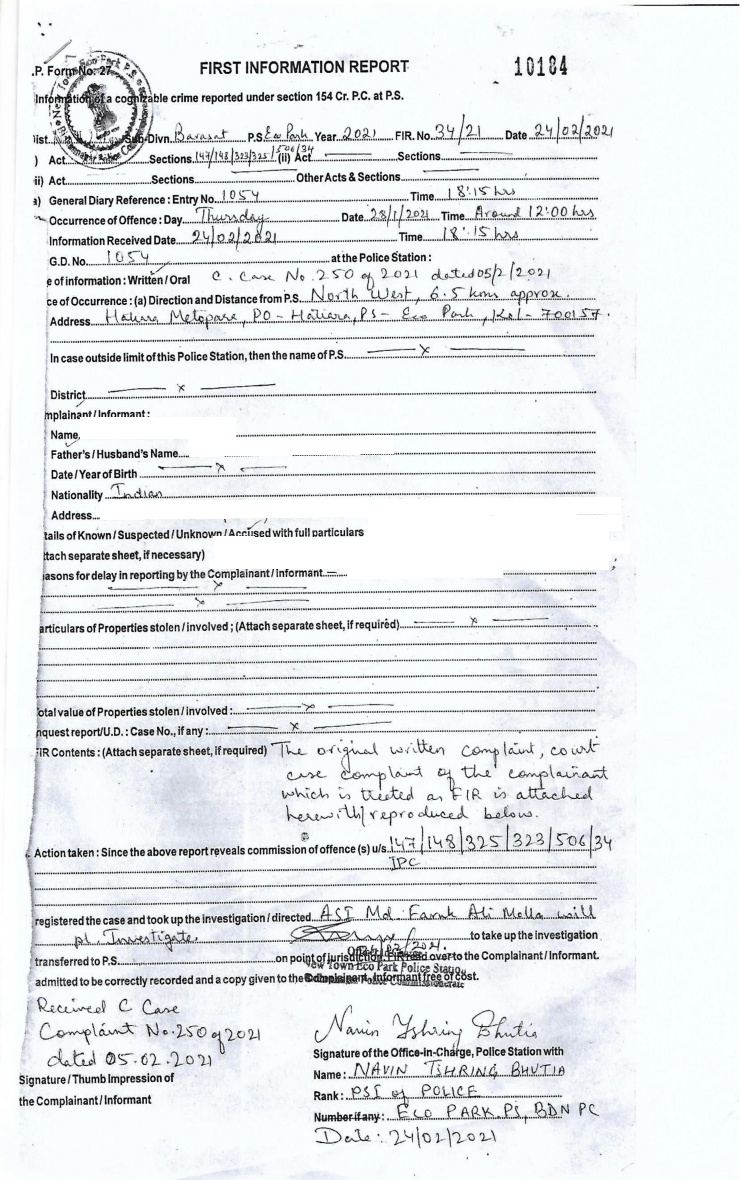 .P. Form No: 27
FIRST INFORMATION REPORT
10184
Information of a cognizable crime reported under section 154 Cr. P.C. at P.S.
ist. Sub-Divn. Barasat P.S. Eco Park Year 2021 FIR. No. 34/21 Date 24/02/2021
) Act Sections 147/148/323/325/506/34 (ii) Act Sections
ii) Act Sections Other Acts & Sections
a) General Diary Reference : Entry No. 1054 Time 18:15 hrs
Occurrence of Offence : Day Thursday Date 28/1/2021 Time Around 12:00 hrs
Information Received Date 24/02/2021 Time 18:15 hrs
G.D. No. 1054 at the Police Station :
e of information : Written / Oral C. Case No. 250 of 2021 dated 05/2/2021
ce of Occurrence : (a) Direction and Distance from P.S. North West, 6.5 kms approx.
Address Hatiara Metopara, PO - Hatiara, PS - Eco Park, Kol - 700157.
In case outside limit of this Police Station, then the name of P.S. x
District x
mplainant / Informant :
Name
Father's / Husband's Name
Date / Year of Birth x
Nationality Indian
Address
tails of Known / Suspected / Unknown / Accused with full particulars
ttach separate sheet, if necessary)
easons for delay in reporting by the Complainant / Informant
x
x
articulars of Properties stolen / involved ; (Attach separate sheet, if required) x
otal value of Properties stolen / involved : x
nquest report/U.D. : Case No., if any : x
FIR Contents : (Attach separate sheet, if required) The original written complaint, court
case complaint of the complainant
which is treated as FIR is attached
herewith/reproduced below.
. Action taken : Since the above report reveals commission of offence (s) u/s. 147/148/325/323/506/34
IPC
registered the case and took up the investigation / directed ASI Md. Faruk Ali Molla will
pl. Investigate. to take up the investigation
transferred to P.S. on point of jurisdiction. FIR read over to the Complainant / Informant.
admitted to be correctly recorded and a copy given to the Complainant, Informant free of cost.
New Town Eco Park Police Station
Received C Case
Complaint No. 250 of 2021
dated 05.02.2021
Signature / Thumb Impression of
the Complainant / Informant
Navin Tshring Bhutia
Signature of the Office-in-Charge, Police Station with
Name : NAVIN TSHRING BHUTIA
Rank : PSI of POLICE
Number if any : ECO PARK PS, BDN PC
Date : 24/02/2021